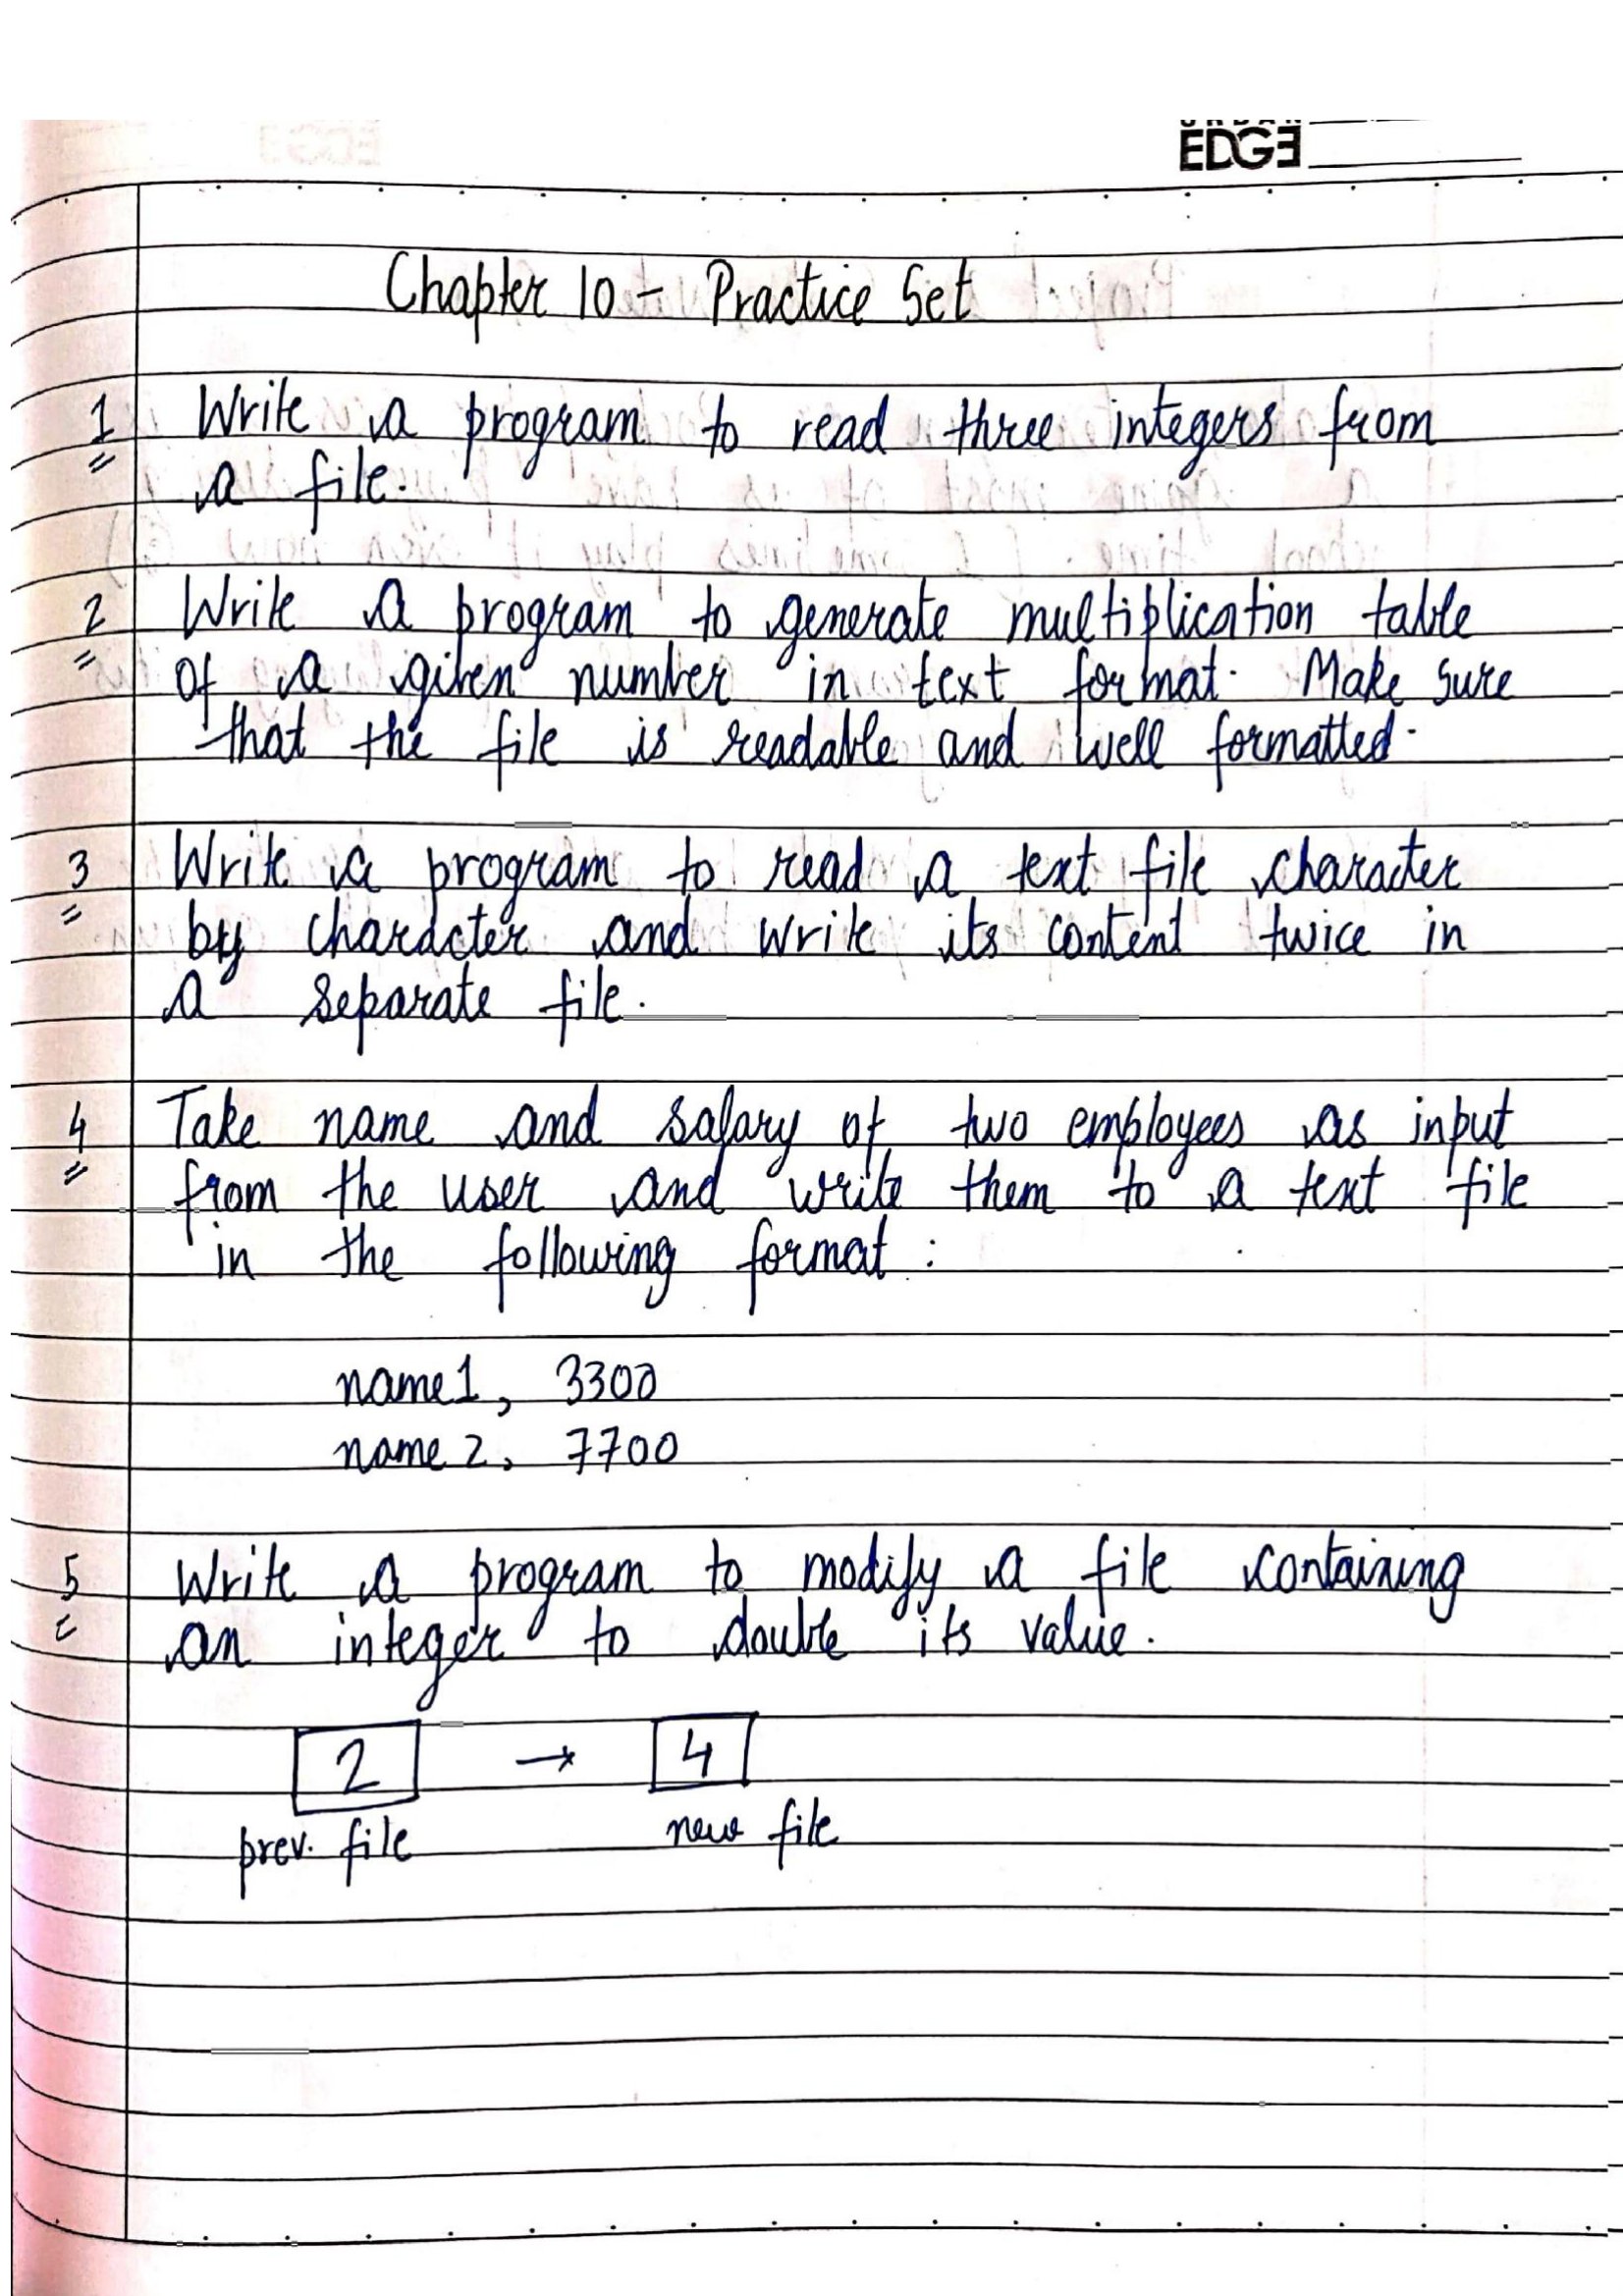 URBAN
EDGE
Chapter 10 - Practice Set
1 Write a program to read three integers from
a file.
2 Write a program to generate multiplication table
of a given number in text format. Make sure
that the file is readable and well formatted.
3 Write a program to read a text file character
by character and write its content twice in
a separate file.
4 Take name and salary of two employees as input
from the user and write them to a text file
in the following format :
name1, 3300
name2, 7700
5 Write a program to modify a file containing
an integer to double its value.
2 → 4
prev. file new file